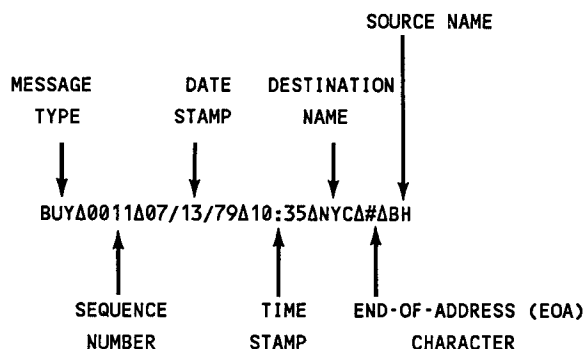 SOURCE NAME
MESSAGE TYPE
DATE STAMP
DESTINATION NAME
BUYΔ0011Δ07/13/79Δ10:35ΔNYCΔ#ΔBH
SEQUENCE NUMBER
TIME STAMP
END-OF-ADDRESS (EOA) CHARACTER